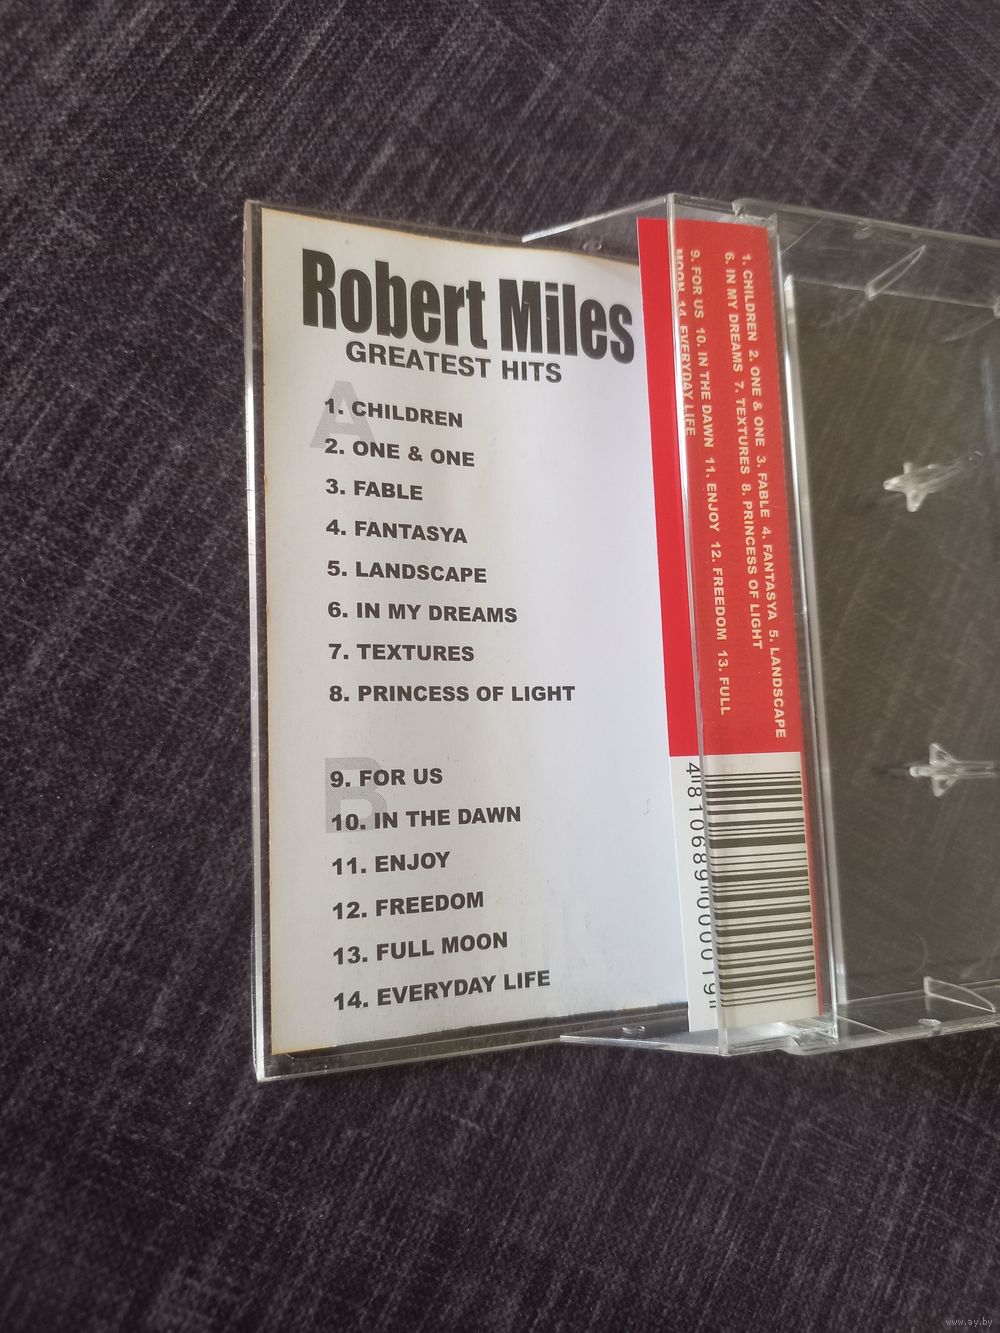 Robert Miles
GREATEST HITS
A
1. CHILDREN
2. ONE & ONE
3. FABLE
4. FANTASYA
5. LANDSCAPE
6. IN MY DREAMS
7. TEXTURES
8. PRINCESS OF LIGHT
B
9. FOR US
10. IN THE DAWN
11. ENJOY
12. FREEDOM
13. FULL MOON
14. EVERYDAY LIFE
1. CHILDREN 2. ONE & ONE 3. FABLE 4. FANTASYA 5. LANDSCAPE
6. IN MY DREAMS 7. TEXTURES 8. PRINCESS OF LIGHT
9. FOR US 10. IN THE DAWN 11. ENJOY 12. FREEDOM 13. FULL
MOON 14. EVERYDAY LIFE
4 810689 000019
www.ay.by